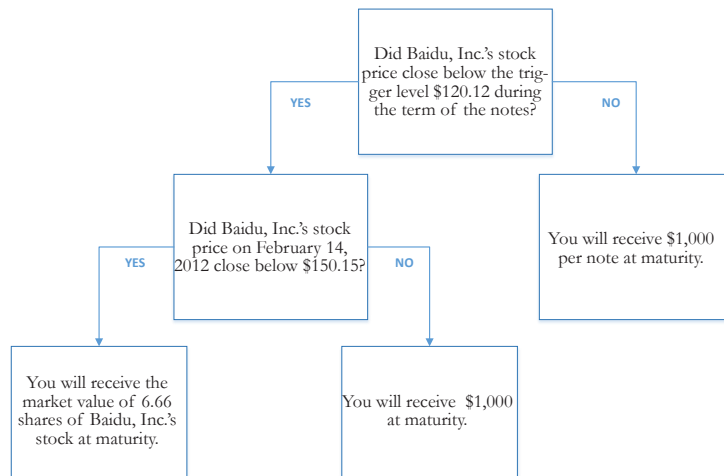 Did Baidu, Inc.'s stock
price close below the trig-
ger level $120.12 during
the term of the notes?
YES
NO
Did Baidu, Inc.'s stock
price on February 14,
2012 close below $150.15?
You will receive $1,000
per note at maturity.
YES
NO
You will receive the
market value of 6.66
shares of Baidu, Inc.'s
stock at maturity.
You will receive $1,000
at maturity.